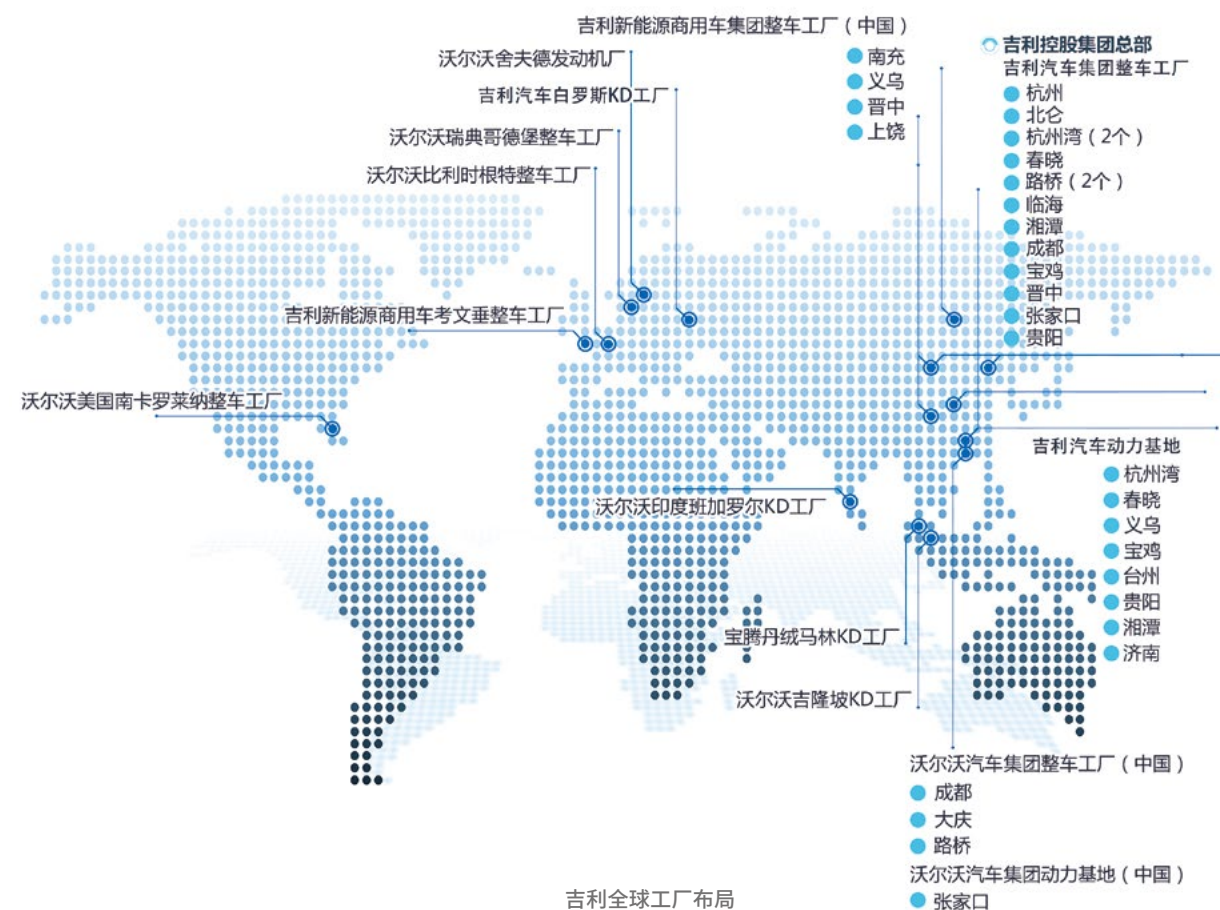 吉利新能源商用车集团整车工厂（中国）
南充
义乌
晋中
上饶
沃尔沃舍夫德发动机厂
吉利汽车白罗斯KD工厂
沃尔沃瑞典哥德堡整车工厂
沃尔沃比利时根特整车工厂
吉利控股集团总部
吉利汽车集团整车工厂
杭州
北仑
杭州湾（2个）
春晓
路桥（2个）
临海
湘潭
成都
宝鸡
晋中
张家口
贵阳
吉利新能源商用车考文垂整车工厂
沃尔沃美国南卡罗莱纳整车工厂
吉利汽车动力基地
杭州湾
春晓
义乌
宝鸡
台州
贵阳
湘潭
济南
沃尔沃印度班加罗尔KD工厂
宝腾丹绒马林KD工厂
沃尔沃吉隆坡KD工厂
沃尔沃汽车集团整车工厂（中国）
成都
大庆
路桥
沃尔沃汽车集团动力基地（中国）
张家口
吉利全球工厂布局